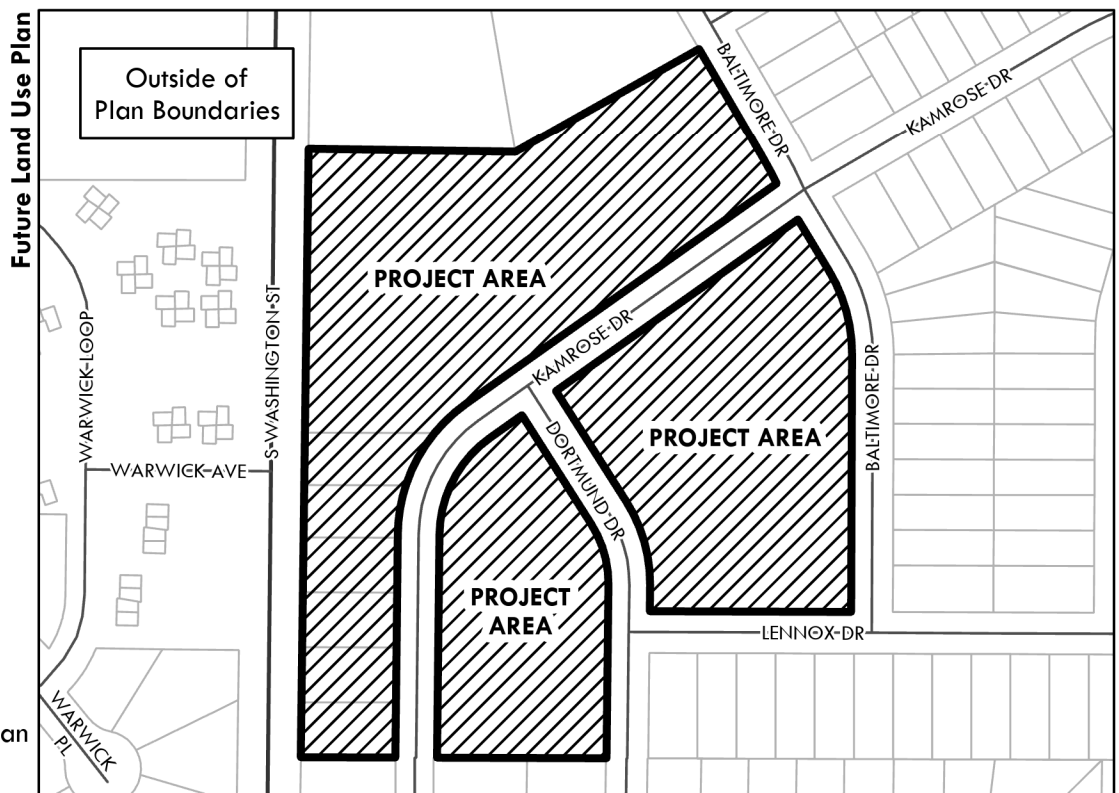 Future Land Use Plan
Outside of
Plan Boundaries
BALTIMORE DR
KAMROSE DR
PROJECT AREA
S WASHINGTON ST
WARWICK LOOP
KAMROSE DR
BALTIMORE DR
PROJECT AREA
DORTMUND DR
WARWICK AVE
PROJECT
AREA
LENNOX DR
WARWICK
PL
an